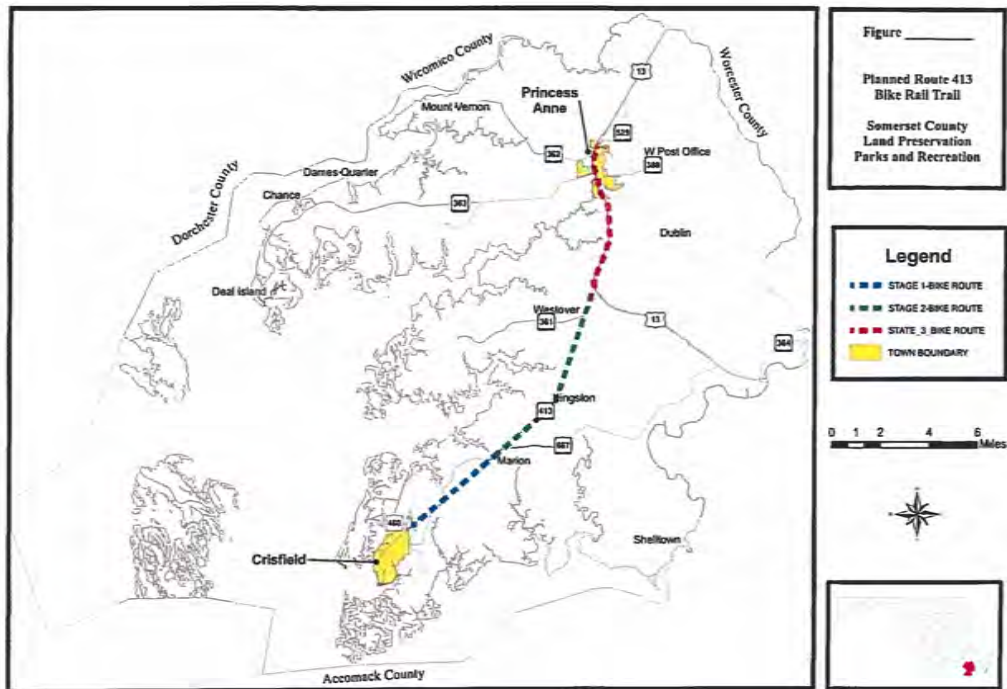 Figure ________
Planned Route 413
Bike Rail Trail
Somerset County
Land Preservation
Parks and Recreation
Legend
STAGE 1-BIKE ROUTE
STAGE 2-BIKE ROUTE
STATE_3_BIKE ROUTE
TOWN BOUNDARY
0 1 2 4 6
Miles
Wicomico County
Worcester County
13
Princess
Anne
Mount Vernon
529
362
W Post Office
388
Dames-Quarter
Chance
363
Dorchester County
Dublin
Deal Island
Westover
361
13
364
Kingston
413
667
Marion
460
Shelltown
Crisfield
Accomack County